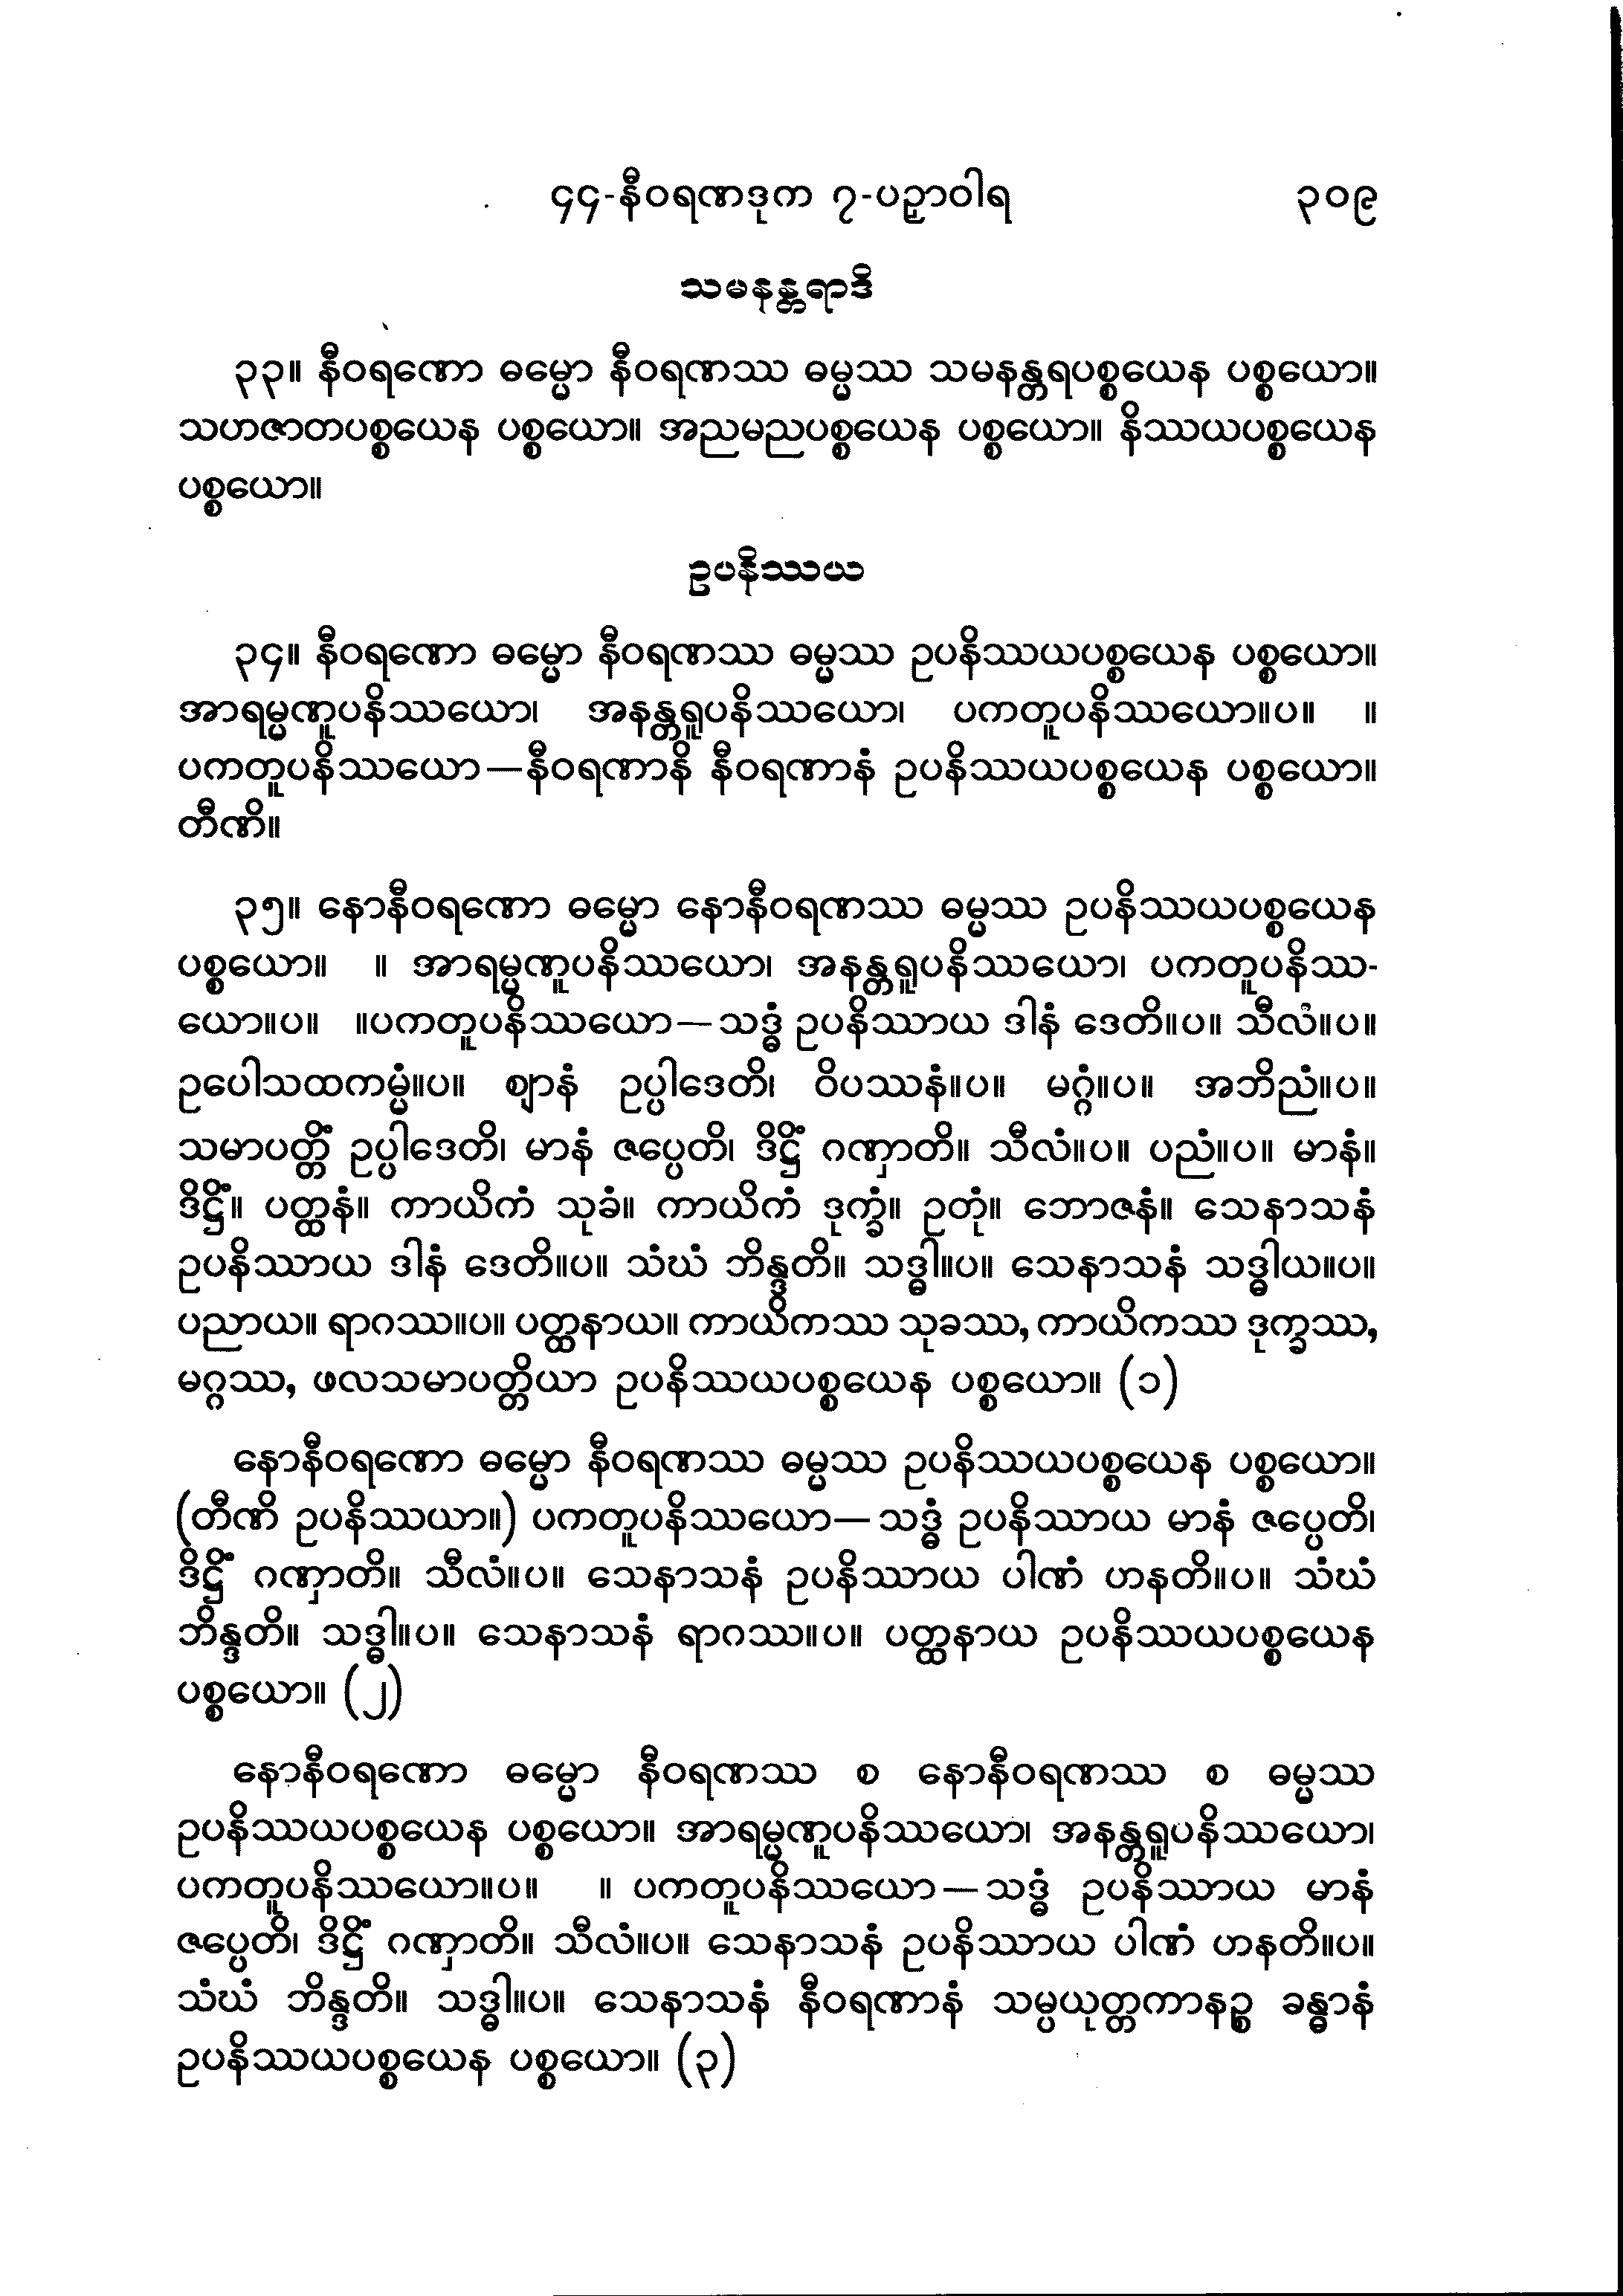 ၄၄-နီဝရဏဒုက ၇-ပဉှာဝါရ ၃၀၉
သမနန္တရာဒိ
၃၃။ နီဝရဏော ဓမ္မော နီဝရဏဿ ဓမ္မဿ သမနန္တရပစ္စယေန ပစ္စယော။
သဟဇာတပစ္စယေန ပစ္စယော။ အညမညပစ္စယေန ပစ္စယော။ နိဿယပစ္စယေန
ပစ္စယော။
ဥပနိဿယ
၃၄။ နီဝရဏော ဓမ္မော နီဝရဏဿ ဓမ္မဿ ဥပနိဿယပစ္စယေန ပစ္စယော။
အာရမ္မဏူပနိဿယော၊ အနန္တရူပနိဿယော၊ ပကတူပနိဿယော။ပ။ ။
ပကတူပနိဿယော—နီဝရဏာနိ နီဝရဏာနံ ဥပနိဿယပစ္စယေန ပစ္စယော။
တီဏိ။
၃၅။ နောနီဝရဏော ဓမ္မော နောနီဝရဏဿ ဓမ္မဿ ဥပနိဿယပစ္စယေန
ပစ္စယော။ ။ အာရမ္မဏူပနိဿယော၊ အနန္တရူပနိဿယော၊ ပကတူပနိဿ-
ယော။ပ။ ။ပကတူပနိဿယော—သဒ္ဓံ ဥပနိဿာယ ဒါနံ ဒေတိ။ပ။ သီလံ။ပ။
ဥပေါသထကမ္မံ။ပ။ ဈာနံ ဥပ္ပါဒေတိ၊ ဝိပဿနံ။ပ။ မဂ္ဂံ။ပ။ အဘိညံ။ပ။
သမာပတ္တိံ ဥပ္ပါဒေတိ၊ မာနံ ဇပ္ပေတိ၊ ဒိဋ္ဌိံ ဂဏှာတိ။ သီလံ။ပ။ ပညံ။ပ။ မာနံ။
ဒိဋ္ဌိံ။ ပတ္ထနံ။ ကာယိကံ သုခံ။ ကာယိကံ ဒုက္ခံ။ ဥတုံ။ ဘောဇနံ။ သေနာသနံ
ဥပနိဿာယ ဒါနံ ဒေတိ။ပ။ သံဃံ ဘိန္ဒတိ။ သဒ္ဓါ။ပ။ သေနာသနံ သဒ္ဓါယ။ပ။
ပညာယ။ ရာဂဿ။ပ။ ပတ္ထနာယ။ ကာယိကဿ သုခဿ, ကာယိကဿ ဒုက္ခဿ,
မဂ္ဂဿ, ဖလသမာပတ္တိယာ ဥပနိဿယပစ္စယေန ပစ္စယော။ (၁)
နောနီဝရဏော ဓမ္မော နီဝရဏဿ ဓမ္မဿ ဥပနိဿယပစ္စယေန ပစ္စယော။
(တီဏိ ဥပနိဿယာ။) ပကတူပနိဿယော—သဒ္ဓံ ဥပနိဿာယ မာနံ ဇပ္ပေတိ၊
ဒိဋ္ဌိံ ဂဏှာတိ။ သီလံ။ပ။ သေနာသနံ ဥပနိဿာယ ပါဏံ ဟနတိ။ပ။ သံဃံ
ဘိန္ဒတိ။ သဒ္ဓါ။ပ။ သေနာသနံ ရာဂဿ။ပ။ ပတ္ထနာယ ဥပနိဿယပစ္စယေန
ပစ္စယော။ (၂)
နောနီဝရဏော ဓမ္မော နီဝရဏဿ စ နောနီဝရဏဿ စ ဓမ္မဿ
ဥပနိဿယပစ္စယေန ပစ္စယော။ အာရမ္မဏူပနိဿယော၊ အနန္တရူပနိဿယော၊
ပကတူပနိဿယော။ပ။ ။ ပကတူပနိဿယော—သဒ္ဓံ ဥပနိဿာယ မာနံ
ဇပ္ပေတိ၊ ဒိဋ္ဌိံ ဂဏှာတိ။ သီလံ။ပ။ သေနာသနံ ဥပနိဿာယ ပါဏံ ဟနတိ။ပ။
သံဃံ ဘိန္ဒတိ။ သဒ္ဓါ။ပ။ သေနာသနံ နီဝရဏာနံ သမ္ပယုတ္တကာနဉ္စ ခန္ဓာနံ
ဥပနိဿယပစ္စယေန ပစ္စယော။ (၃)